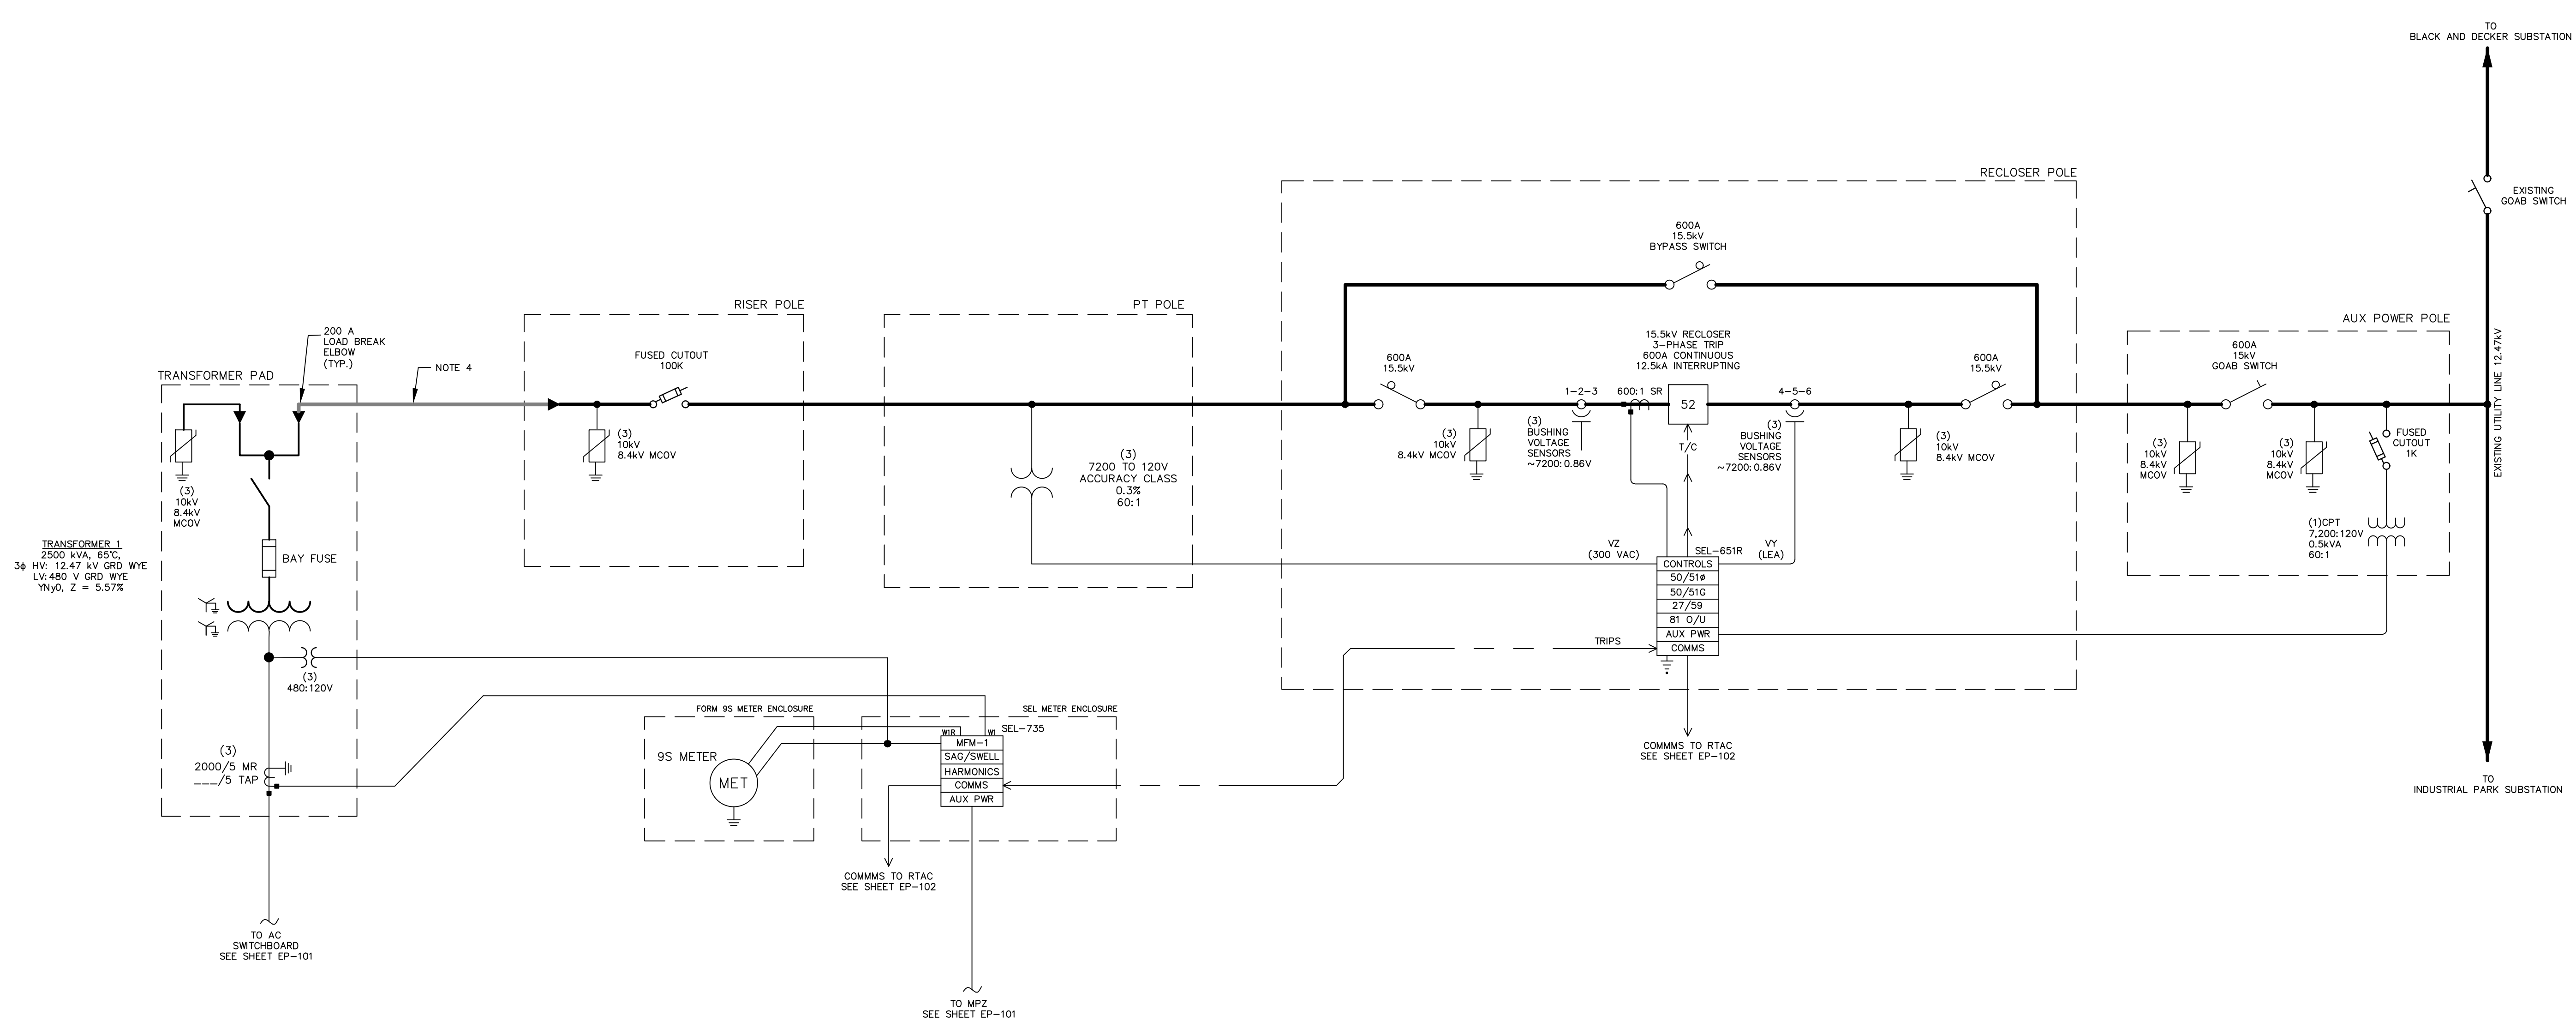 TO
BLACK AND DECKER SUBSTATION
EXISTING
GOAB SWITCH
EXISTING UTILITY LINE 12.47kV
TO
INDUSTRIAL PARK SUBSTATION
TRANSFORMER PAD
200 A
LOAD BREAK
ELBOW
(TYP.)
NOTE 4
(3)
10kV
8.4kV
MCOV
TRANSFORMER 1
2500 kVA, 65°C,
3ϕ HV: 12.47 kV GRD WYE
LV: 480 V GRD WYE
YNy0, Z = 5.57%
BAY FUSE
(3)
480:120V
(3)
2000/5 MR
___/5 TAP
TO AC
SWITCHBOARD
SEE SHEET EP-101
RISER POLE
FUSED CUTOUT
100K
(3)
10kV
8.4kV MCOV
PT POLE
(3)
7200 TO 120V
ACCURACY CLASS
0.3%
60:1
FORM 9S METER ENCLOSURE
9S METER
MET
SEL METER ENCLOSURE
SEL-735
W1R
W1
MFM-1
SAG/SWELL
HARMONICS
COMMS
AUX PWR
COMMMS TO RTAC
SEE SHEET EP-102
TO MPZ
SEE SHEET EP-101
RECLOSER POLE
600A
15.5kV
BYPASS SWITCH
15.5kV RECLOSER
3-PHASE TRIP
600A CONTINUOUS
12.5kA INTERRUPTING
600A
15.5kV
600A
15.5kV
1-2-3
600:1 SR
52
4-5-6
(3)
10kV
8.4kV MCOV
(3)
BUSHING
VOLTAGE
SENSORS
~7200:0.86V
T/C
(3)
BUSHING
VOLTAGE
SENSORS
~7200:0.86V
(3)
10kV
8.4kV MCOV
VZ
(300 VAC)
VY
(LEA)
SEL-651R
CONTROLS
50/51ø
50/51G
27/59
81 O/U
AUX PWR
COMMS
TRIPS
COMMMS TO RTAC
SEE SHEET EP-102
AUX POWER POLE
600A
15kV
GOAB SWITCH
(3)
10kV
8.4kV
MCOV
(3)
10kV
8.4kV
MCOV
FUSED
CUTOUT
1K
(1)CPT
7,200:120V
0.5kVA
60:1